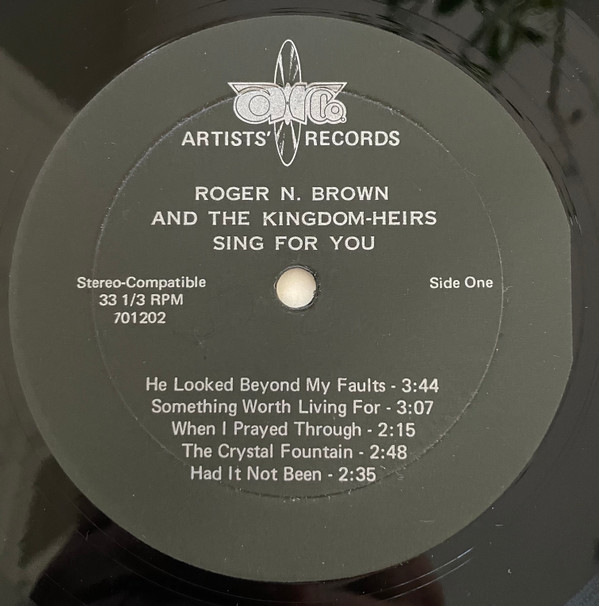 Co.
ARTISTS' RECORDS
ROGER N. BROWN
AND THE KINGDOM-HEIRS
SING FOR YOU
Stereo-Compatible
33 1/3 RPM
701202
Side One
He Looked Beyond My Faults - 3:44
Something Worth Living For - 3:07
When I Prayed Through - 2:15
The Crystal Fountain - 2:48
Had It Not Been - 2:35